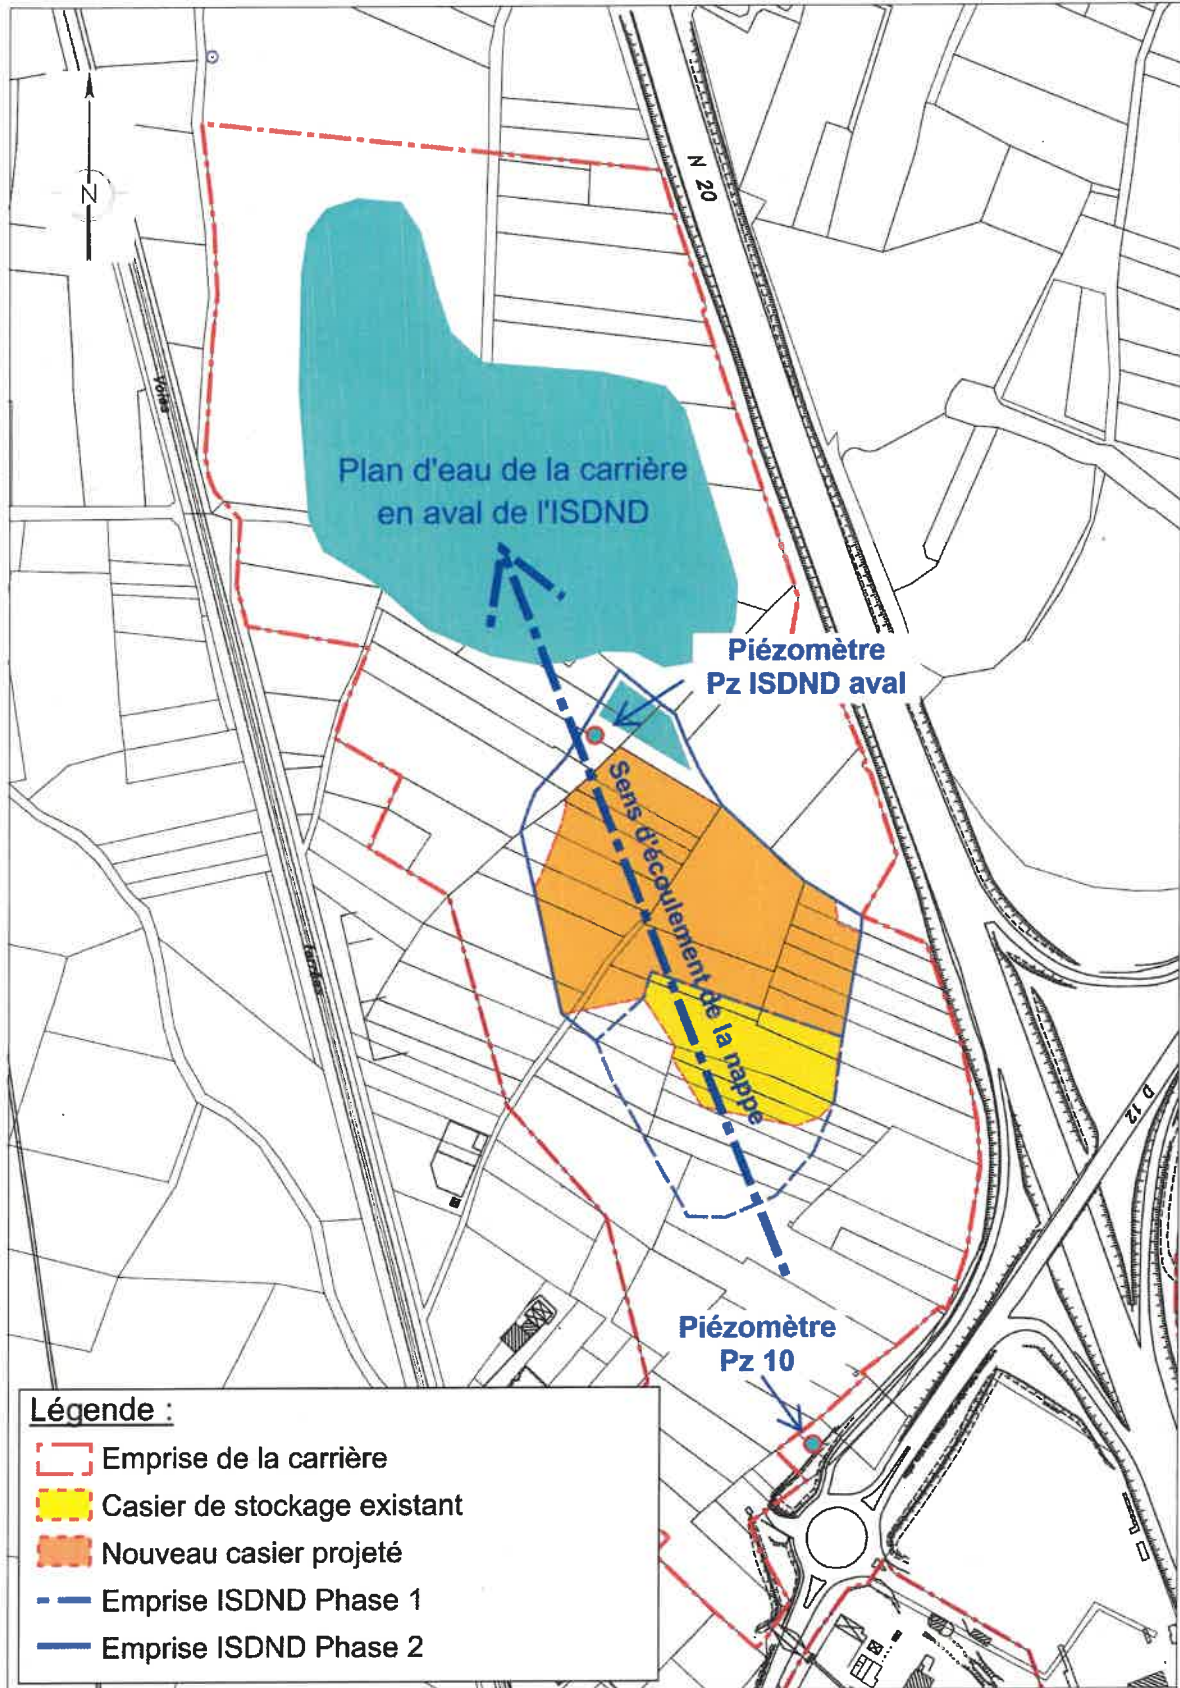 N
N 20
Voies
Plan d'eau de la carrière
en aval de l'ISDND
Piézomètre
Pz ISDND aval
Sens d'écoulement de la nappe
D 12
Piézomètre
Pz 10
Légende :
Emprise de la carrière
Casier de stockage existant
Nouveau casier projeté
Emprise ISDND Phase 1
Emprise ISDND Phase 2